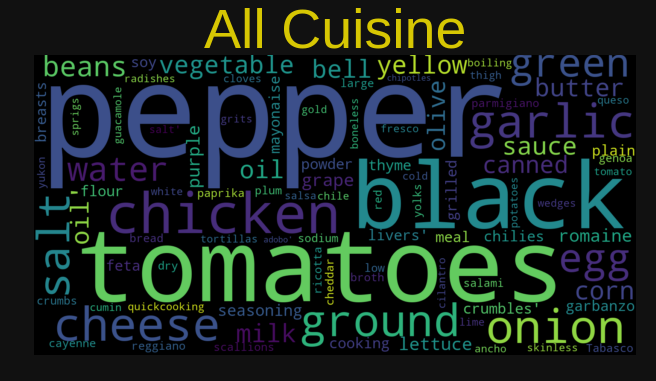 All Cuisine
beans soy vegetable bell yellow boiling green
radishes cloves large chipotles thigh butter
breasts sprigs guacamole pepper mayonaise gold boneless olive parmigiano queso
salt' grits fresco garlic
purple sauce plain
yukon water oil powder thyme cold grilled canned genoa
grape tomato
oil' flour white paprika plum salsa chile red yolks black potatoes wedges
salt chicken
bread tortillas adobo' sodium livers' meal chilies romaine
feta dry tomatoes ricotta cheddar low broth cilantro salami egg
corn
crumbs cumin quickcooking seasoning ground crumbles' garbanzo
cheese milk lime onion
cayenne reggiano scallions cooking lettuce ancho skinless Tabasco